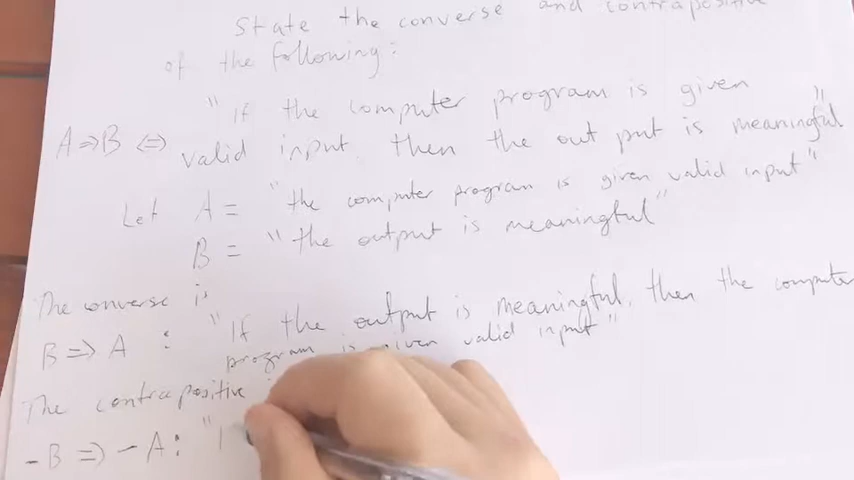 State the converse and contrapositive
of the following:
"If the computer program is given
A⇒B ⇔ valid input, then the output is meaningful"
Let A = "the computer program is given valid input"
B = "the output is meaningful"
The converse is
B ⇒ A : "If the output is meaningful, then the computer
program is given valid input"
The contrapositive
-B ⇒ -A: "I